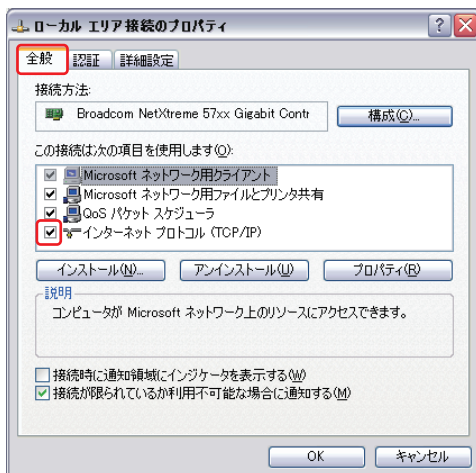 ローカル エリア接続のプロパティ
全般 認証 詳細設定
接続方法:
Broadcom NetXtreme 57xx Gigabit Contr 構成(C)...
この接続は次の項目を使用します(O):
Microsoft ネットワーク用クライアント
Microsoft ネットワーク用ファイルとプリンタ共有
QoS パケット スケジューラ
インターネット プロトコル (TCP/IP)
インストール(N)... アンインストール(U) プロパティ(R)
説明
コンピュータが Microsoft ネットワーク上のリソースにアクセスできます。
接続時に通知領域にインジケータを表示する(W)
接続が限られているか利用不可能な場合に通知する(M)
OK キャンセル